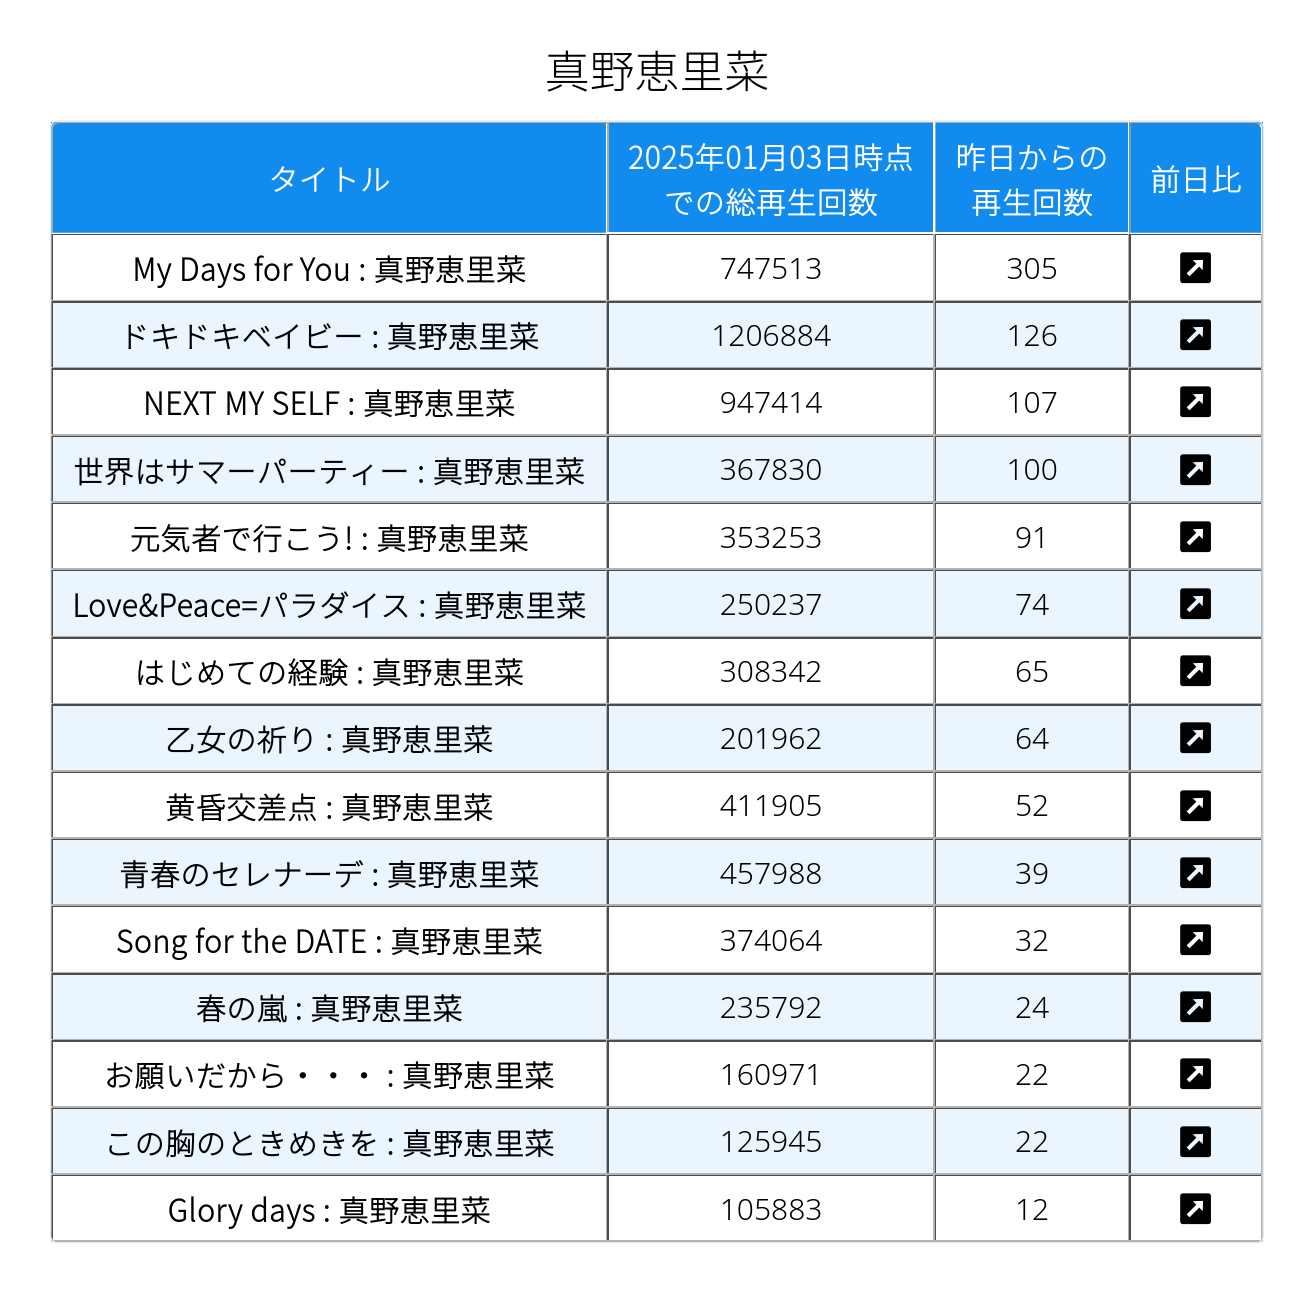 真野恵里菜
タイトル 2025年01月03日時点 での総再生回数 昨日からの 再生回数 前日比
My Days for You : 真野恵里菜 747513 305
ドキドキベイビー : 真野恵里菜 1206884 126
NEXT MY SELF : 真野恵里菜 947414 107
世界はサマーパーティー : 真野恵里菜 367830 100
元気者で行こう! : 真野恵里菜 353253 91
Love&Peace=パラダイス : 真野恵里菜 250237 74
はじめての経験 : 真野恵里菜 308342 65
乙女の祈り : 真野恵里菜 201962 64
黄昏交差点 : 真野恵里菜 411905 52
青春のセレナーデ : 真野恵里菜 457988 39
Song for the DATE : 真野恵里菜 374064 32
春の嵐 : 真野恵里菜 235792 24
お願いだから・・・ : 真野恵里菜 160971 22
この胸のときめきを : 真野恵里菜 125945 22
Glory days : 真野恵里菜 105883 12